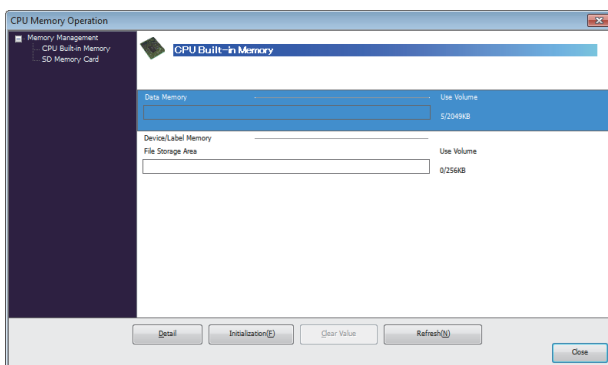 CPU Memory Operation
Memory Management
CPU Built-in Memory
SD Memory Card
CPU Built-in Memory
Data Memory
Use Volume
5/2049KB
Device/Label Memory
File Storage Area
Use Volume
0/256KB
Detail
Initialization(F)
Clear Value
Refresh(N)
Close